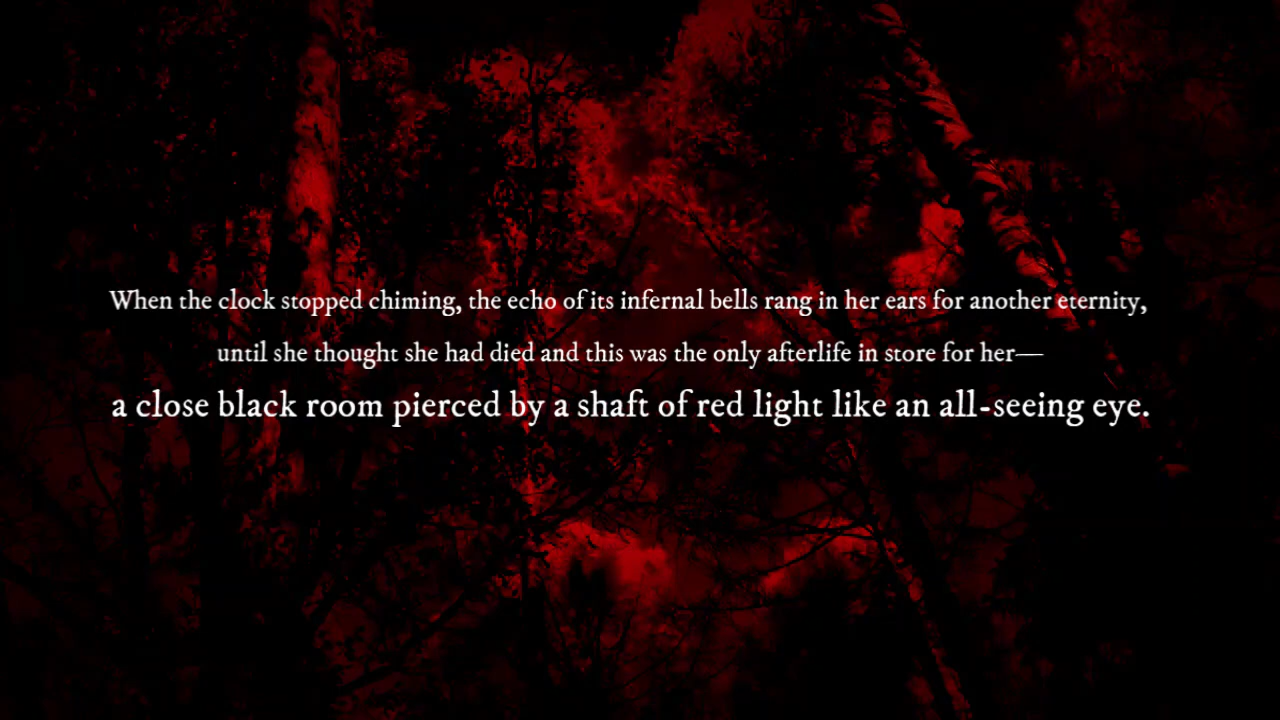 When the clock stopped chiming, the echo of its infernal bells rang in her ears for another eternity,
until she thought she had died and this was the only afterlife in store for her—
a close black room pierced by a shaft of red light like an all-seeing eye.